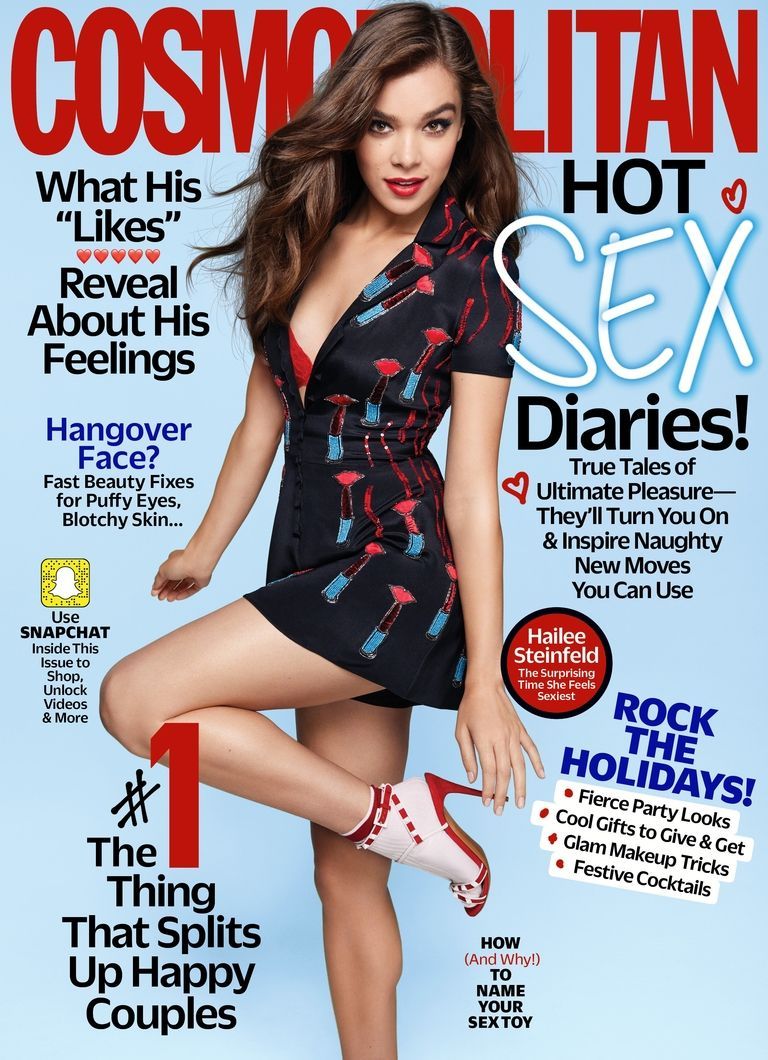 COSMOPOLITAN
What His
“Likes”
Reveal
About His
Feelings
Hangover
Face?
Fast Beauty Fixes
for Puffy Eyes,
Blotchy Skin...
Use
SNAPCHAT
Inside This
Issue to
Shop,
Unlock
Videos
& More
#1
The
Thing
That Splits
Up Happy
Couples
HOT
SEX
Diaries!
True Tales of
Ultimate Pleasure—
They’ll Turn You On
& Inspire Naughty
New Moves
You Can Use
Hailee
Steinfeld
The Surprising
Time She Feels
Sexiest
ROCK
THE
HOLIDAYS!
• Fierce Party Looks
• Cool Gifts to Give & Get
• Glam Makeup Tricks
• Festive Cocktails
HOW
(And Why!)
TO
NAME
YOUR
SEX TOY